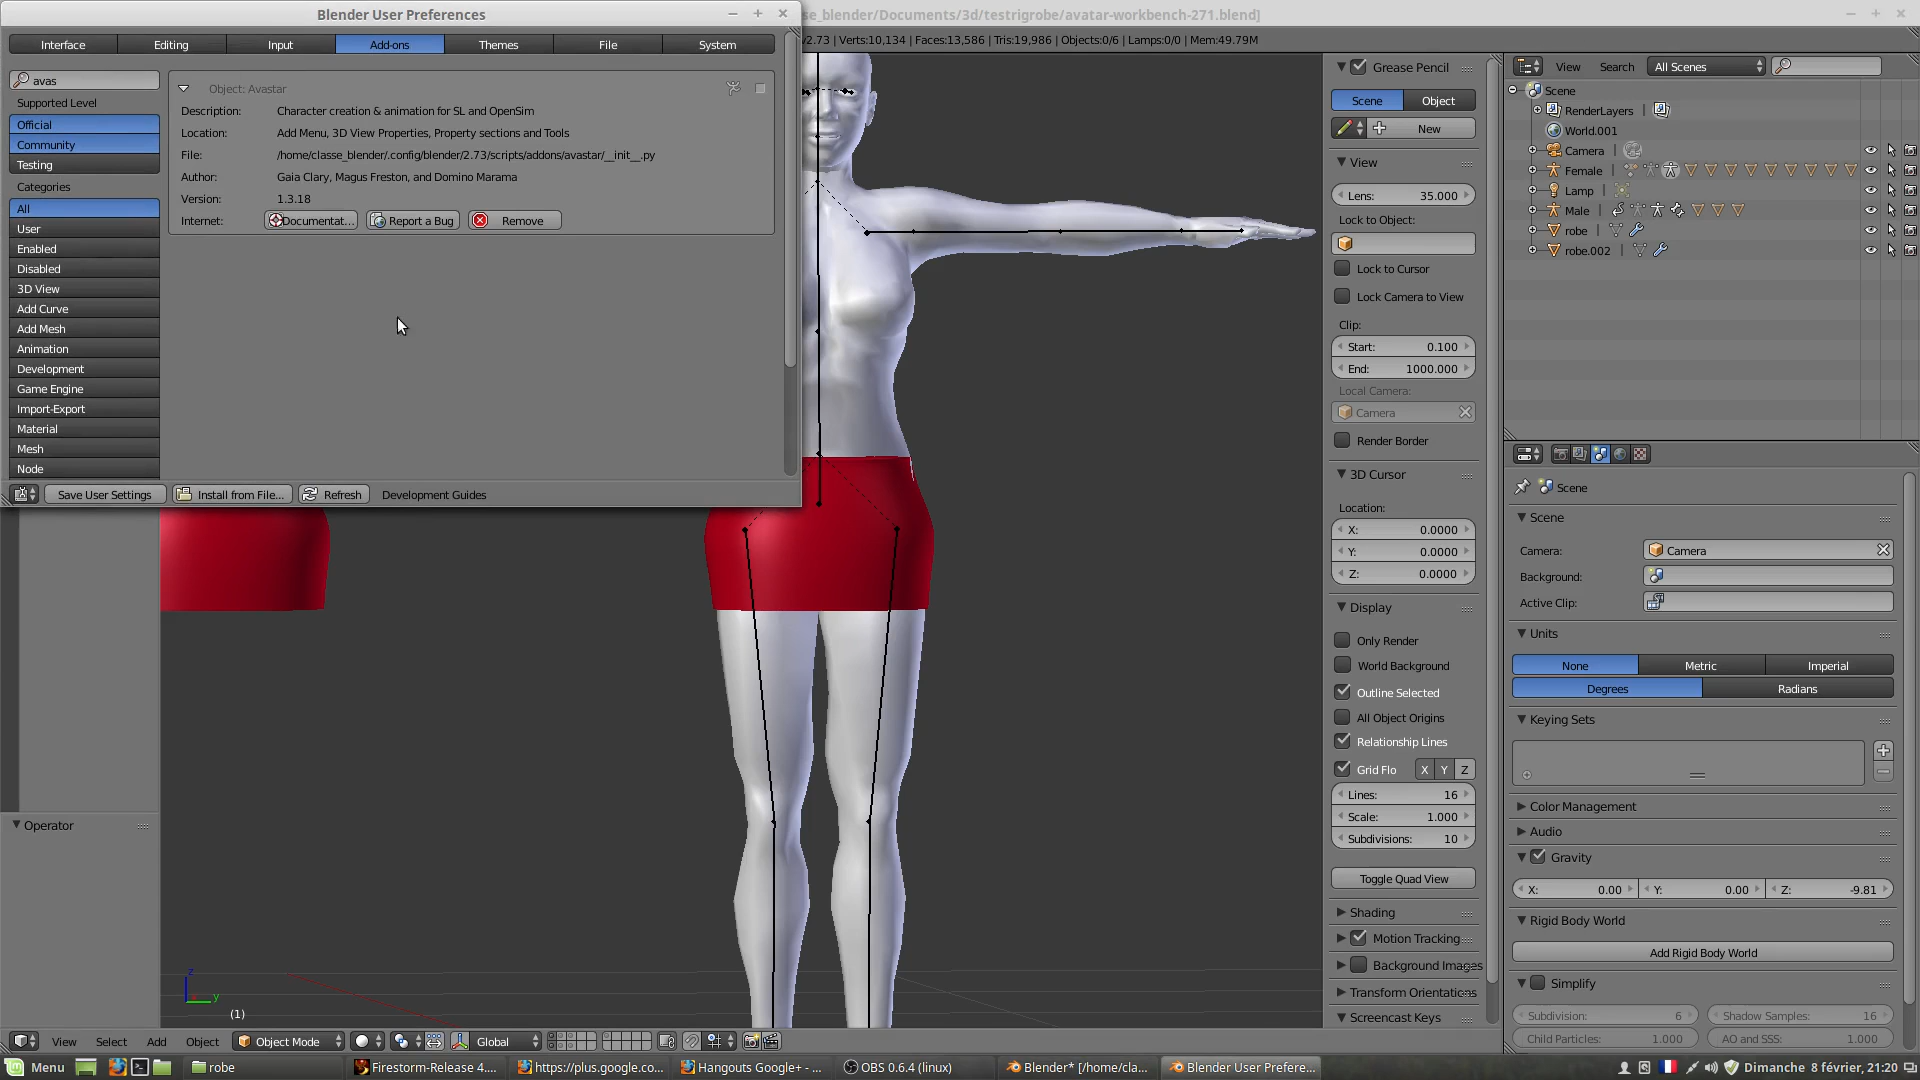 Blender User Preferences
se_blender/Documents/3d/testrigrobe/avatar-workbench-271.blend]
Interface Editing Input Add-ons Themes File System
v2.73 | Verts:10,134 | Faces:13,586 | Tris:19,986 | Objects:0/6 | Lamps:0/0 | Mem:49.79M
avas
Supported Level
Official
Community
Testing
Categories
All
User
Enabled
Disabled
3D View
Add Curve
Add Mesh
Animation
Development
Game Engine
Import-Export
Material
Mesh
Node
Object: Avastar
Description: Character creation & animation for SL and OpenSim
Location: Add Menu, 3D View Properties, Property sections and Tools
File: /home/classe_blender/.config/blender/2.73/scripts/addons/avastar/__init__.py
Author: Gaia Clary, Magus Freston, and Domino Marama
Version: 1.3.18
Internet: Documentat... Report a Bug Remove
Save User Settings Install from File... Refresh Development Guides
Operator
z
y
(1)
Grease Pencil
Scene Object
New
View
Lens: 35.000
Lock to Object:
Lock to Cursor
Lock Camera to View
Clip:
Start: 0.100
End: 1000.000
Local Camera:
Camera
Render Border
3D Cursor
Location:
X: 0.0000
Y: 0.0000
Z: 0.0000
Display
Only Render
World Background
Outline Selected
All Object Origins
Relationship Lines
Grid Flo X Y Z
Lines: 16
Scale: 1.000
Subdivisions: 10
Toggle Quad View
Shading
Motion Tracking
Background Images
Transform Orientations
Screencast Keys
View Search All Scenes
Scene
RenderLayers |
World.001
Camera |
Female |
Lamp |
Male |
robe |
robe.002 |
Scene
Scene
Camera: Camera
Background:
Active Clip:
Units
None Metric Imperial
Degrees Radians
Keying Sets
Color Management
Audio
Gravity
X: 0.00 Y: 0.00 Z: -9.81
Rigid Body World
Add Rigid Body World
Simplify
Subdivision: 6 Shadow Samples: 16
Child Particles: 1.000 AO and SSS: 1.000
View Select Add Object Object Mode Global
Menu robe Firestorm-Release 4.... https://plus.google.co... Hangouts Google+ - ... OBS 0.6.4 (linux) Blender* [/home/cla... Blender User Prefere... Dimanche 8 février, 21:20